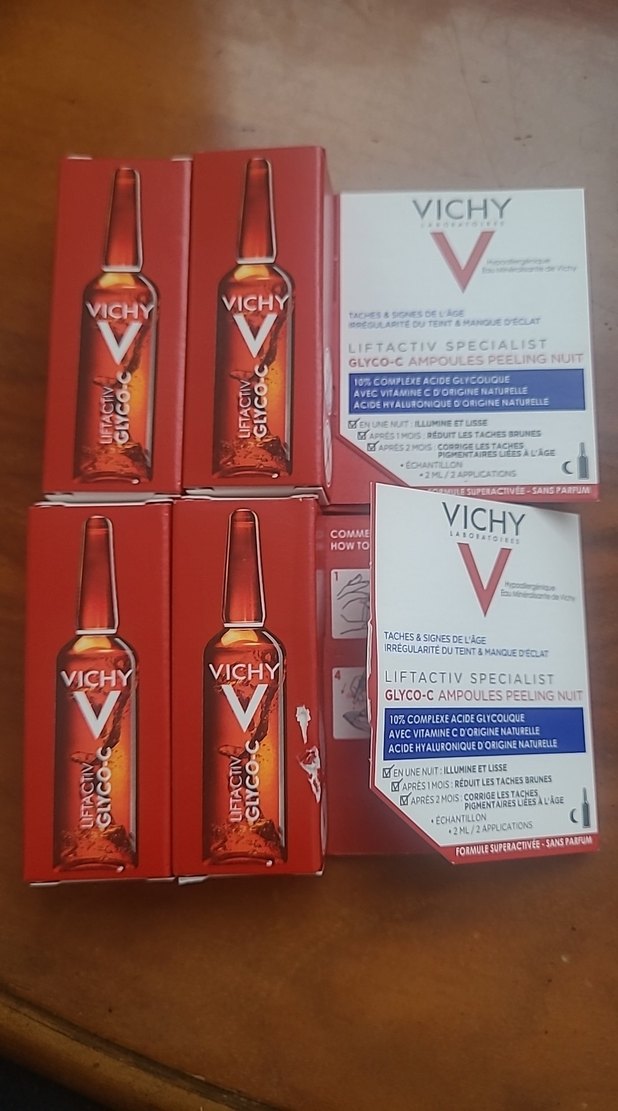 VICHY
V
LIFTACTIV
GLYCO-C
VICHY
V
LIFTACTIV
GLYCO-C
VICHY
LABORATOIRES
V
Hypoallergénique
Eau Minéralisante de Vichy
TACHES & SIGNES DE L'ÂGE
IRRÉGULARITÉ DU TEINT & MANQUE D'ÉCLAT
LIFTACTIV SPECIALIST
GLYCO-C AMPOULES PEELING NUIT
10% COMPLEXE ACIDE GLYCOLIQUE
AVEC VITAMINE C D'ORIGINE NATURELLE
ACIDE HYALURONIQUE D'ORIGINE NATURELLE
EN UNE NUIT : ILLUMINE ET LISSE
APRÈS 1 MOIS : RÉDUIT LES TACHES BRUNES
APRÈS 2 MOIS : CORRIGE LES TACHES
PIGMENTAIRES LIÉES À L'ÂGE
• ÉCHANTILLON
• 2 ML / 2 APPLICATIONS
FORMULE SUPERACTIVÉE - SANS PARFUM
VICHY
V
LIFTACTIV
GLYCO-C
VICHY
V
LIFTACTIV
GLYCO-C
COMME
HOW TO
1
4
VICHY
LABORATOIRES
V
Hypoallergénique
Eau Minéralisante de Vichy
TACHES & SIGNES DE L'ÂGE
IRRÉGULARITÉ DU TEINT & MANQUE D'ÉCLAT
LIFTACTIV SPECIALIST
GLYCO-C AMPOULES PEELING NUIT
10% COMPLEXE ACIDE GLYCOLIQUE
AVEC VITAMINE C D'ORIGINE NATURELLE
ACIDE HYALURONIQUE D'ORIGINE NATURELLE
EN UNE NUIT : ILLUMINE ET LISSE
APRÈS 1 MOIS : RÉDUIT LES TACHES BRUNES
APRÈS 2 MOIS : CORRIGE LES TACHES
PIGMENTAIRES LIÉES À L'ÂGE
• ÉCHANTILLON
• 2 ML / 2 APPLICATIONS
FORMULE SUPERACTIVÉE - SANS PARFUM